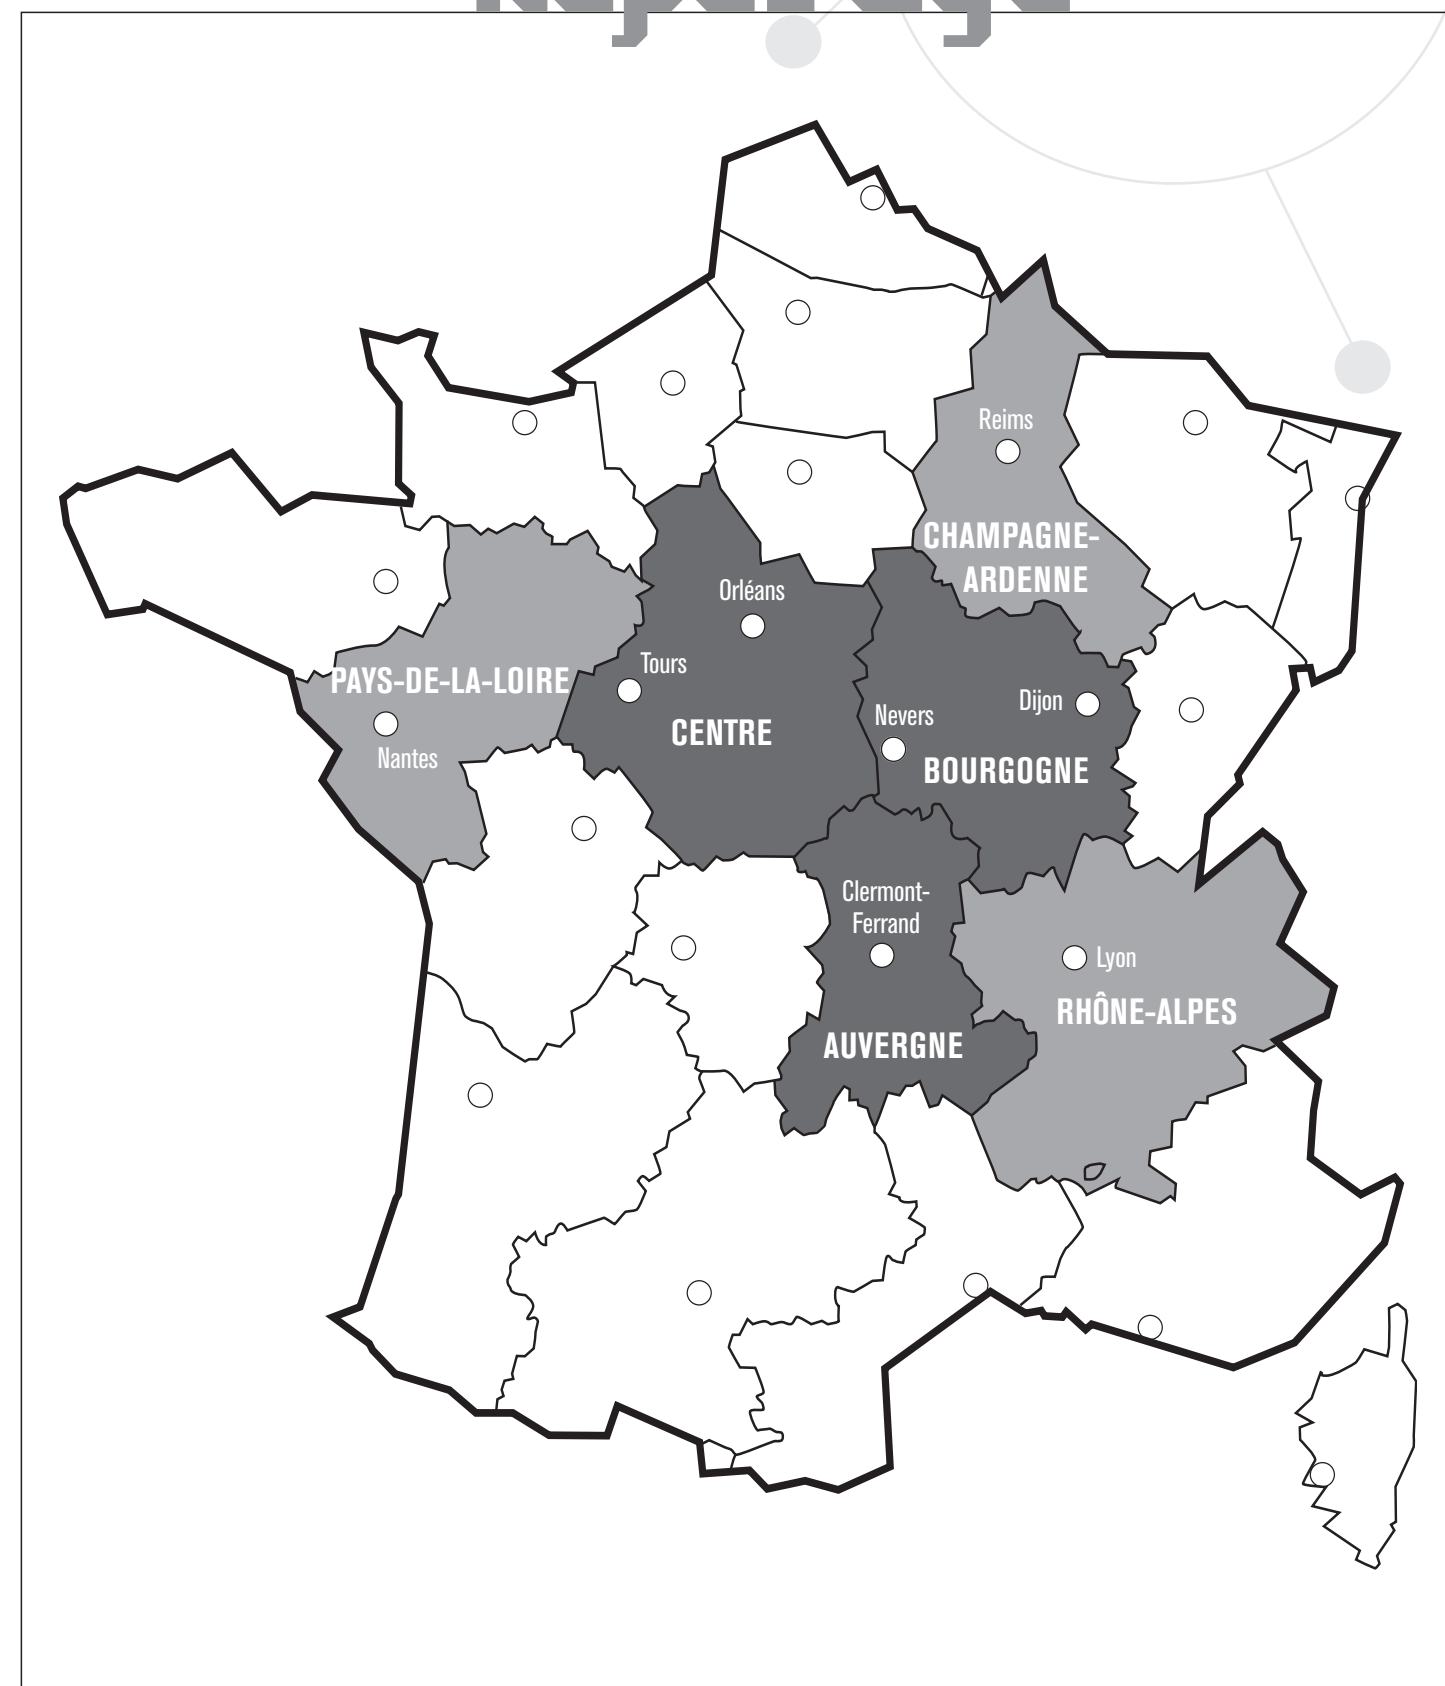 Reims
CHAMPAGNE-
ARDENNE
Orléans
Tours
PAYS-DE-LA-LOIRE
Nantes
CENTRE
Nevers
Dijon
BOURGOGNE
Clermont-
Ferrand
AUVERGNE
Lyon
RHÔNE-ALPES